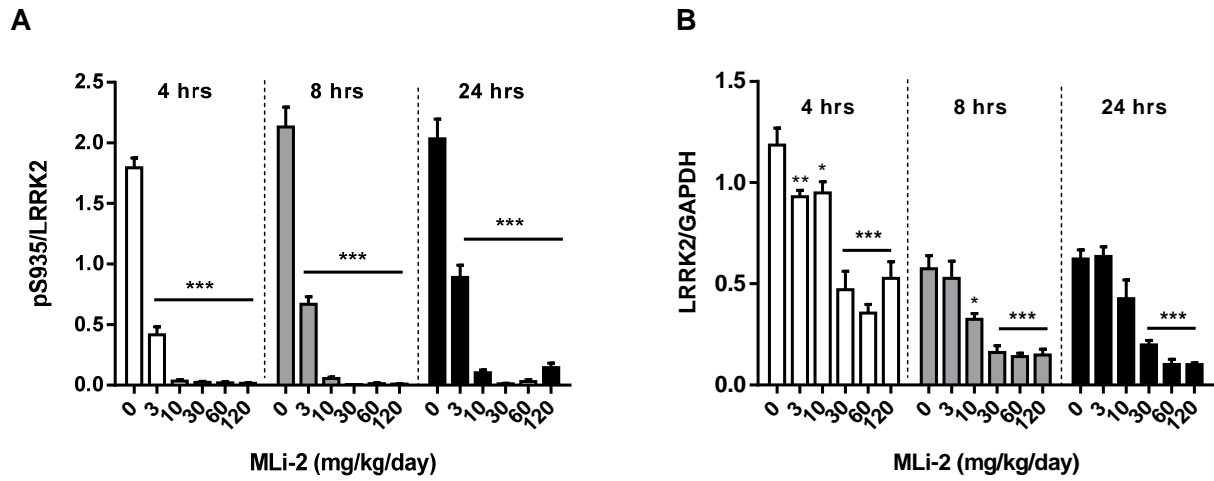 A
pS935/LRRK2
2.5
2.0
1.5
1.0
0.5
0.0
4 hrs
8 hrs
24 hrs
***
***
***
0 3 10 30 60 120 0 3 10 30 60 120 0 3 10 30 60 120
MLi-2 (mg/kg/day)
B
LRRK2/GAPDH
1.5
1.0
0.5
0.0
4 hrs
8 hrs
24 hrs
**
*
***
*
***
***
0 3 10 30 60 120 0 3 10 30 60 120 0 3 10 30 60 120
MLi-2 (mg/kg/day)